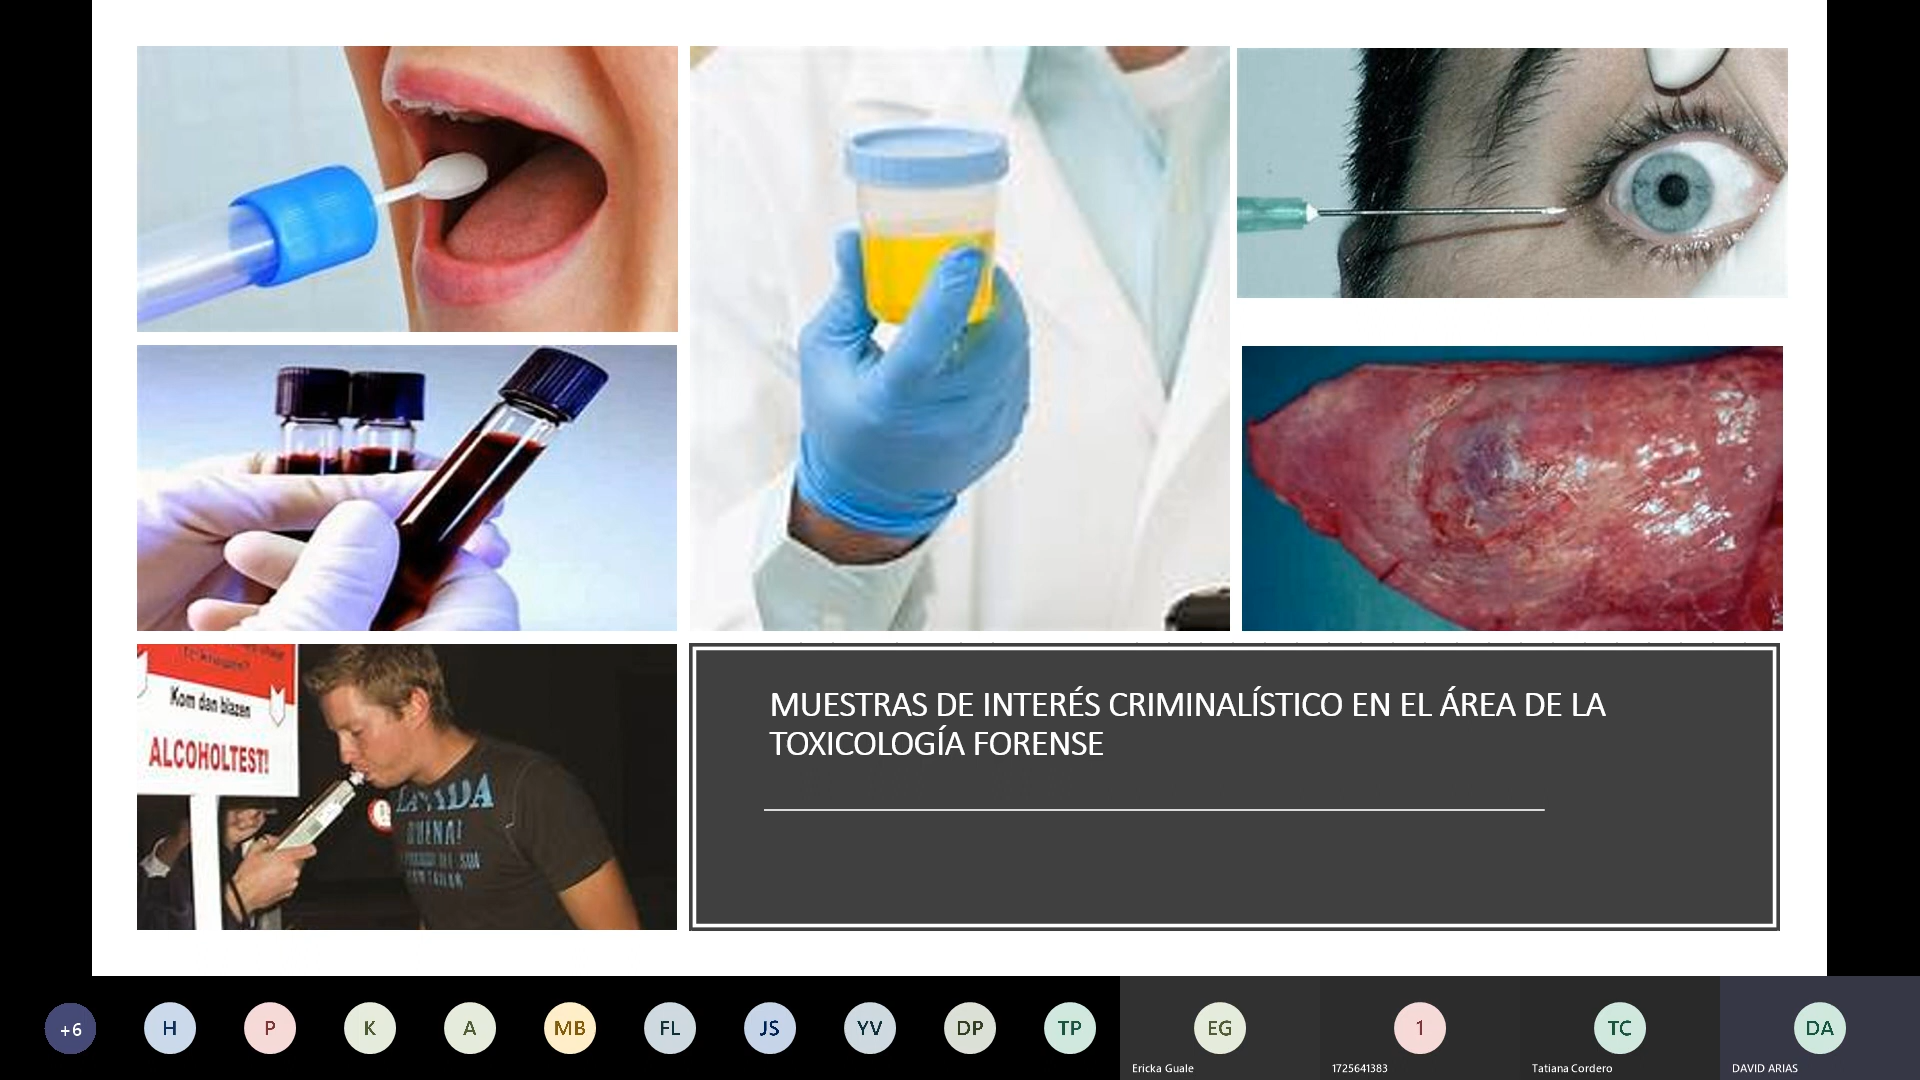 Kom dan blazen
ALCOHOLTEST!
MUESTRAS DE INTERÉS CRIMINALÍSTICO EN EL ÁREA DE LA
TOXICOLOGÍA FORENSE
+6
H
P
K
A
MB
FL
JS
YV
DP
TP
EG
1
TC
DA
Ericka Guale
1725641383
Tatiana Cordero
DAVID ARIAS